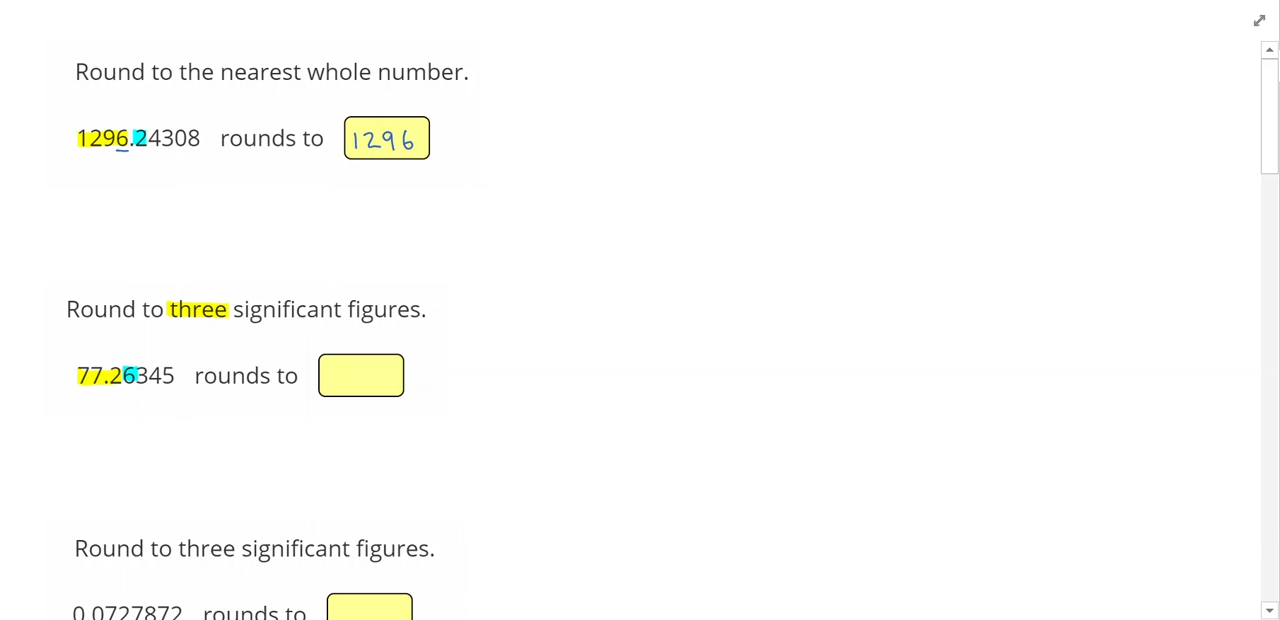 Round to the nearest whole number.
1296.24308 rounds to 1296
Round to three significant figures.
77.26345 rounds to
Round to three significant figures.
0.0727872 rounds to